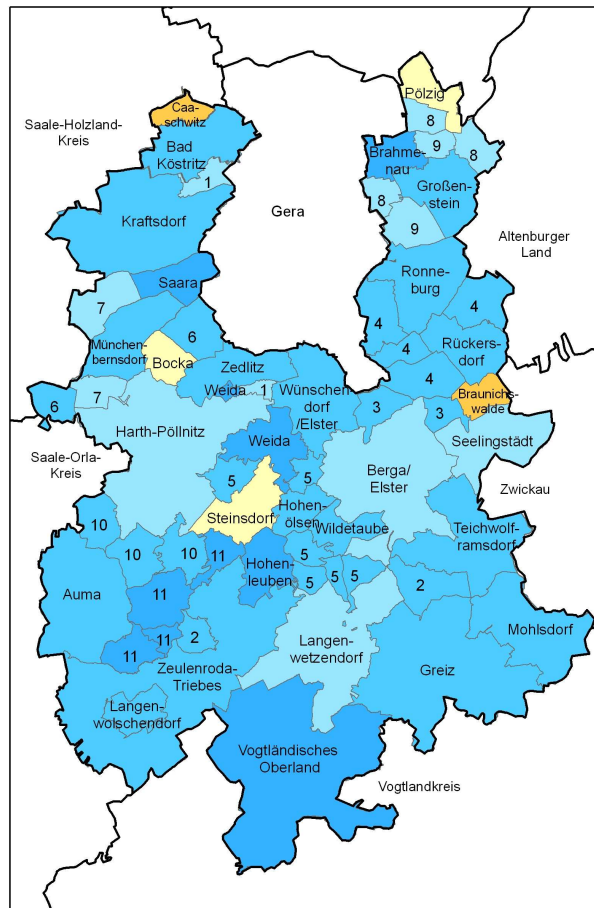 Pölzig
Caa-
schwitz
8
Saale-Holzland-
Kreis
Bad
Köstritz
Brahme-
nau
9
8
1
8
Großen-
stein
Gera
Kraftsdorf
9
Altenburger
Land
Ronne-
burg
Saara
7
4
4
6
München-
bernsdorf
Bocka
4
Rückers-
dorf
Zedlitz
4
Weida
1
Wünschen
dorf
/Elster
Braunichs-
walde
6
7
3
3
Harth-Pöllnitz
Weida
Seelingstädt
Saale-Orla-
Kreis
5
5
Berga/
Elster
Zwickau
Steinsdorf
Hohen-
ölsen
10
Wildetaube
Teichwolf-
ramsdorf
10
10
11
Hohen-
leuben
5
5
5
5
2
Auma
11
11
2
11
Langen-
wetzendorf
Mohlsdorf
Zeulenroda-
Triebes
Greiz
Langen-
wolschendorf
Vogtländisches
Oberland
Vogtlandkreis